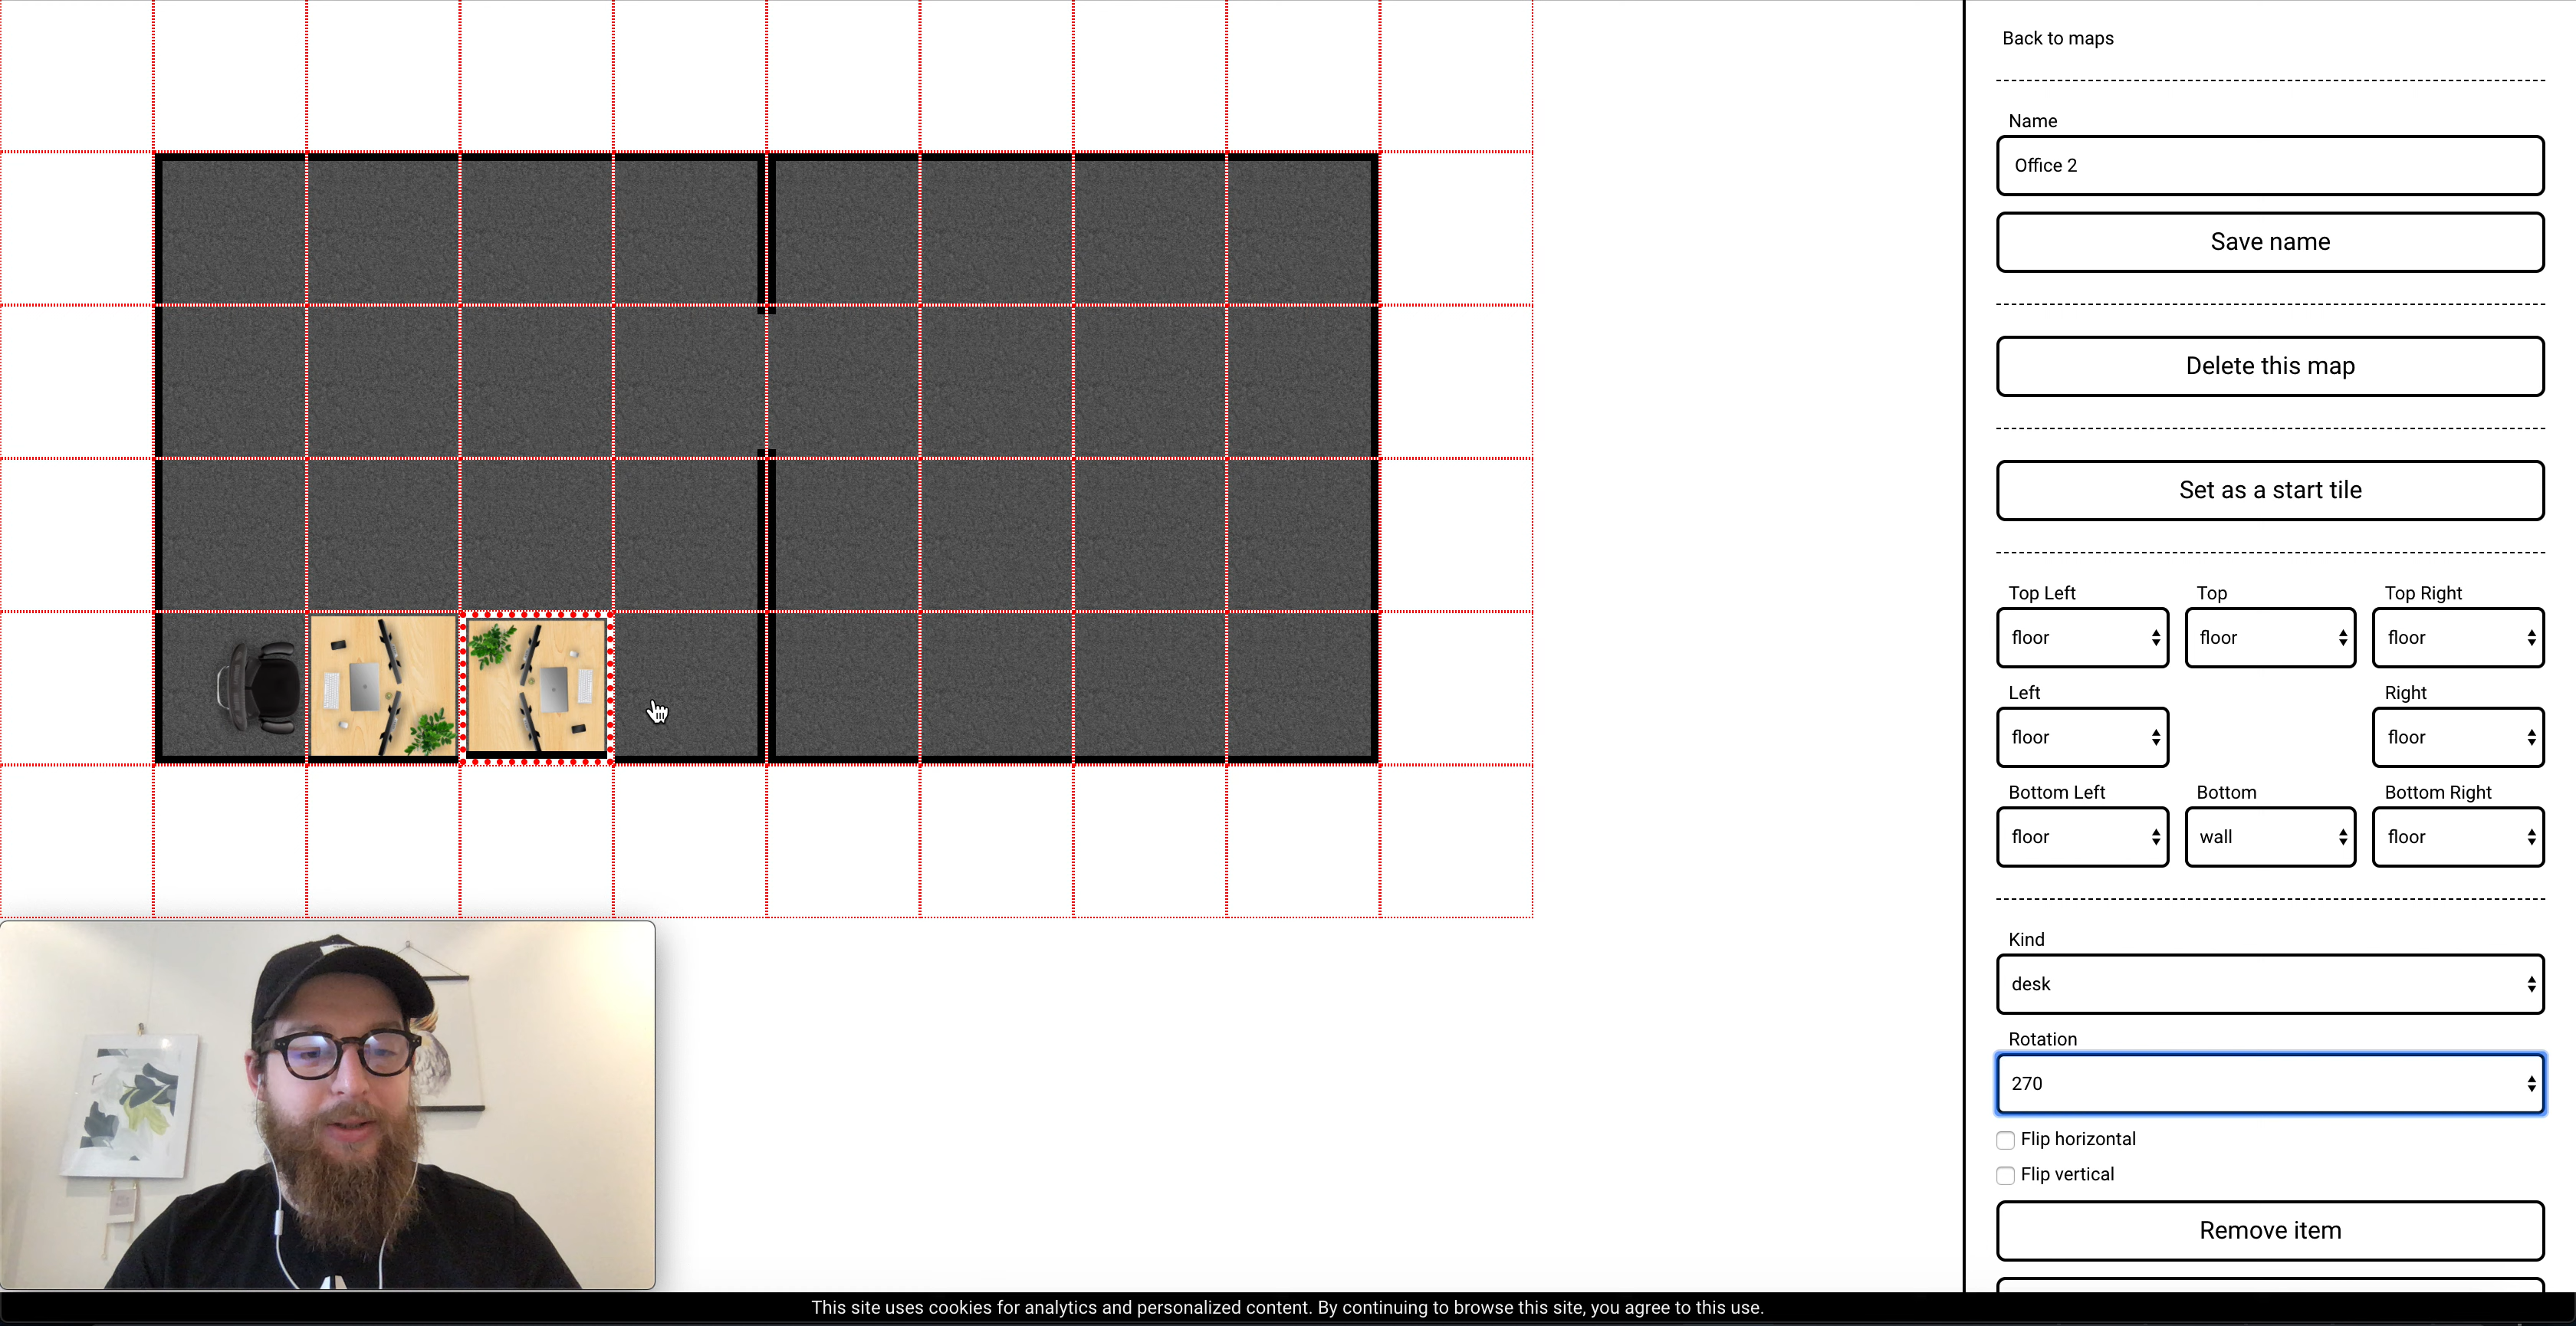 Back to maps
Name
Office 2
Save name
Delete this map
Set as a start tile
Top Left Top Top Right
floor floor floor
Left Right
floor floor
Bottom Left Bottom Bottom Right
floor wall floor
Kind
desk
Rotation
270
Flip horizontal
Flip vertical
Remove item
This site uses cookies for analytics and personalized content. By continuing to browse this site, you agree to this use.